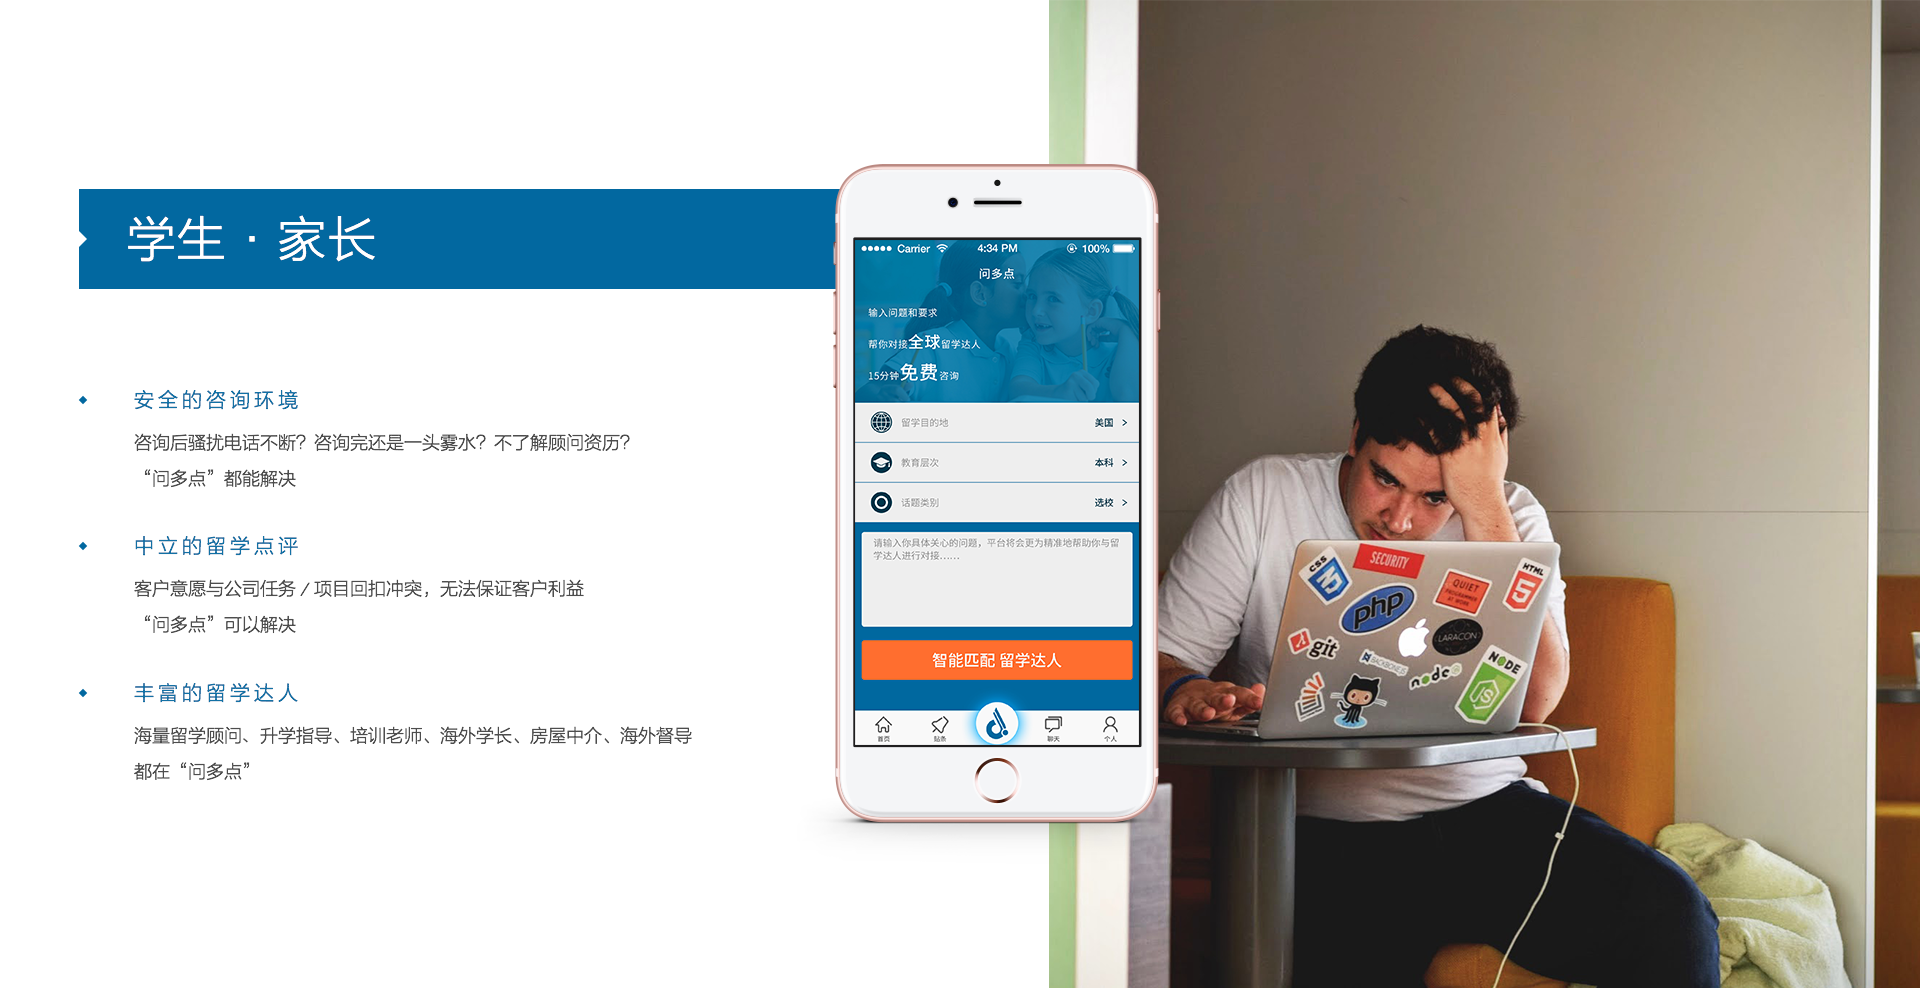 学生 · 家长
安全的咨询环境
咨询后骚扰电话不断？咨询完还是一头雾水？不了解顾问资历？
“问多点”都能解决
中立的留学点评
客户意愿与公司任务 / 项目回扣冲突，无法保证客户利益
“问多点”可以解决
丰富的留学达人
海量留学顾问、升学指导、培训老师、海外学长、房屋中介、海外督导
都在“问多点”
Carrier 4:34 PM 100%
问多点
输入问题和要求
帮你对接全球留学达人
15分钟免费咨询
留学目的地 美国 >
教育层次 本科 >
话题类别 选校 >
请输入你具体关心的问题，平台将会更为精准地帮助你与留
学达人进行对接……
智能匹配 留学达人
首页 聊天 个人
CSS
SECURITY
HTML
5
QUIET
PROGRAMMER
AT WORK
php
LARACON
git
BACKBONE.JS
node
NODE
JS